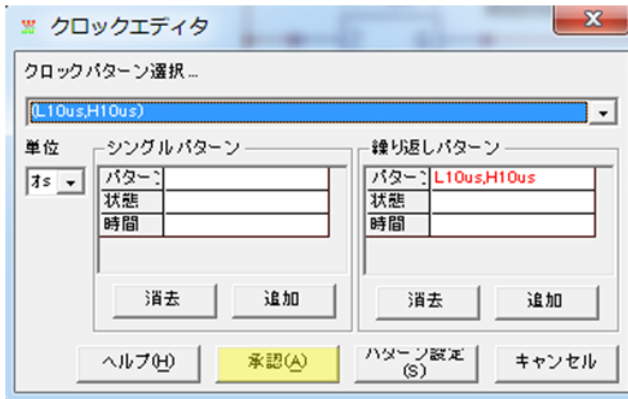 クロックエディタ
クロックパターン選択...
(L10us,H10us)
単位
シングルパターン
繰り返しパターン
パターン
パターン L10us,H10us
状態
状態
時間
時間
消去
追加
消去
追加
ヘルプ(H)
承認(A)
パターン設定
(S)
キャンセル